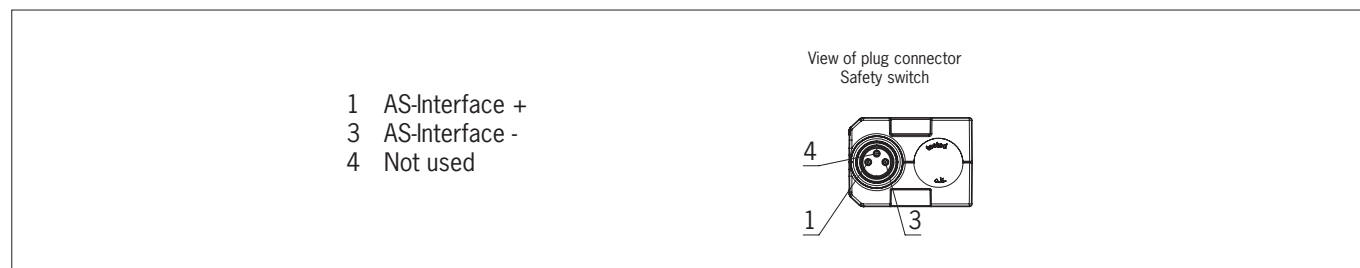 View of plug connector
Safety switch
1 AS-Interface +
3 AS-Interface -
4 Not used
4
1
3